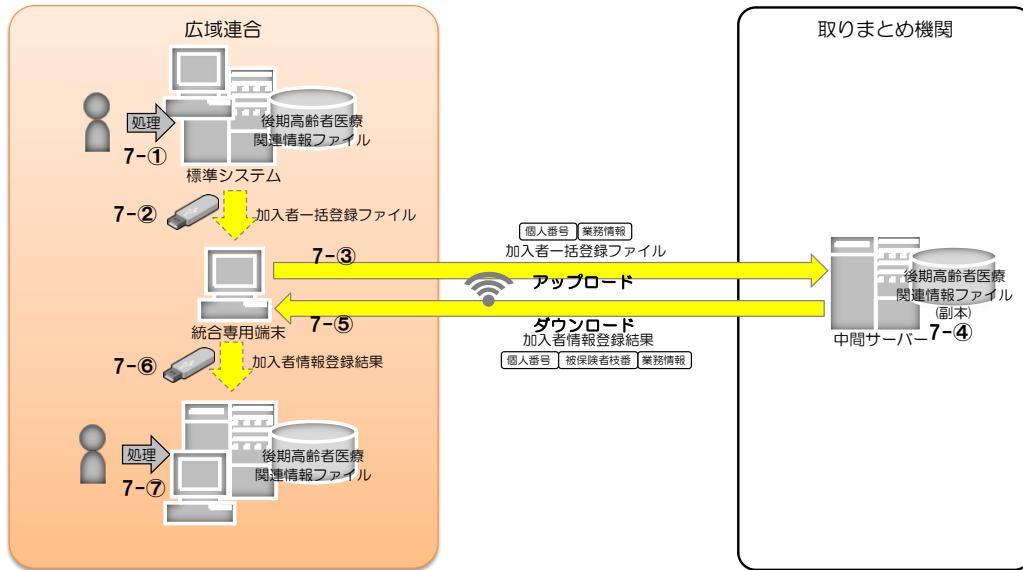 広域連合
取りまとめ機関
処理
7-①
後期高齢者医療
関連情報ファイル
標準システム
7-②
加入者一括登録ファイル
個人番号 業務情報
加入者一括登録ファイル
7-③
アップロード
後期高齢者医療
関連情報ファイル
(副本)
7-④
中間サーバー
統合専用端末
7-⑤
ダウンロード
加入者情報登録結果
個人番号 被保険者枝番 業務情報
7-⑥
加入者情報登録結果
処理
7-⑦
後期高齢者医療
関連情報ファイル